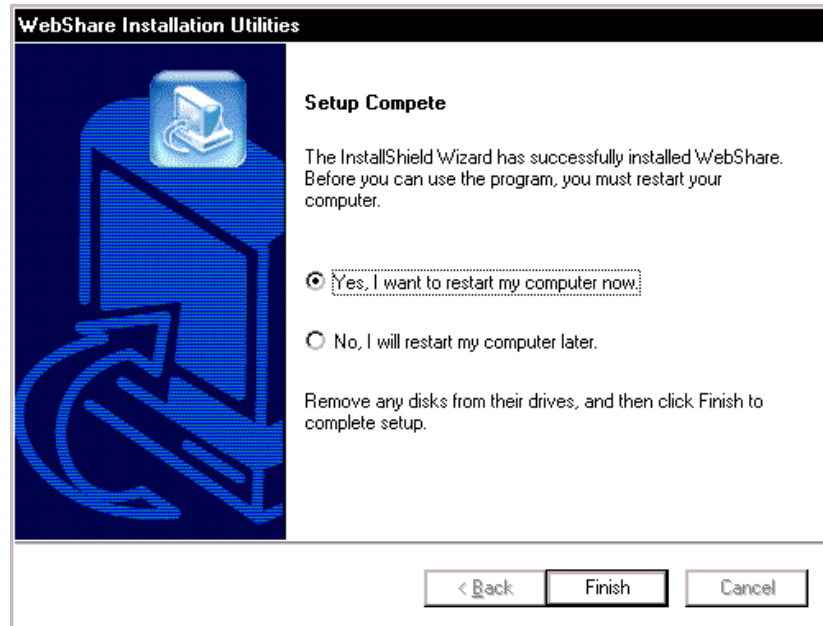 WebShare Installation Utilities
Setup Compete
The InstallShield Wizard has successfully installed WebShare.
Before you can use the program, you must restart your
computer.
Yes, I want to restart my computer now.
No, I will restart my computer later.
Remove any disks from their drives, and then click Finish to
complete setup.
< Back Finish Cancel